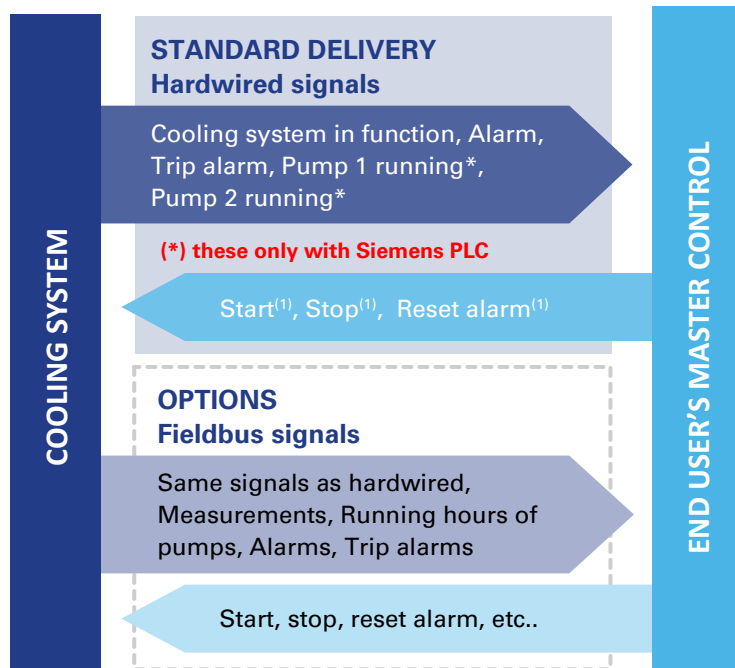 COOLING SYSTEM
STANDARD DELIVERY
Hardwired signals
Cooling system in function, Alarm,
Trip alarm, Pump 1 running*,
Pump 2 running*
(*) these only with Siemens PLC
Start(1), Stop(1), Reset alarm(1)
OPTIONS
Fieldbus signals
Same signals as hardwired,
Measurements, Running hours of
pumps, Alarms, Trip alarms
Start, stop, reset alarm, etc..
END USER'S MASTER CONTROL